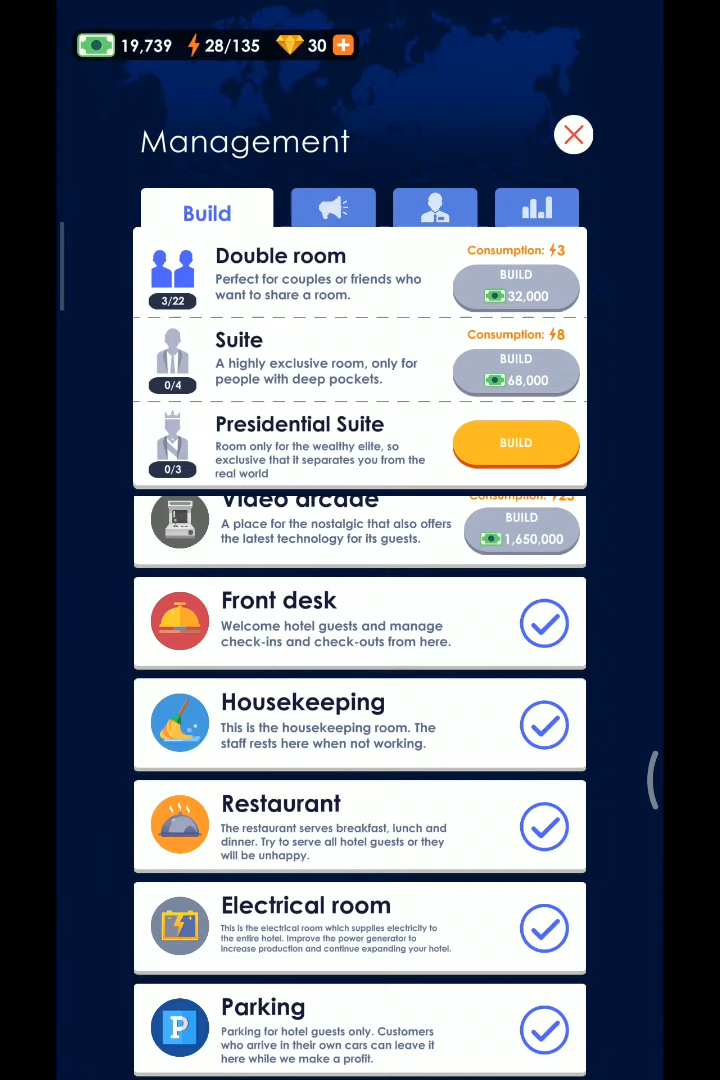 19,739 28/135 30
Management
Build
Double room
Perfect for couples or friends who
want to share a room.
3/22
Consumption: 3
BUILD
32,000
Suite
A highly exclusive room, only for
people with deep pockets.
0/4
Consumption: 8
BUILD
68,000
Presidential Suite
Room only for the wealthy elite, so
exclusive that it separates you from the
real world
0/3
BUILD
Video arcade
A place for the nostalgic that also offers
the latest technology for its guests.
Consumption: 25
BUILD
1,650,000
Front desk
Welcome hotel guests and manage
check-ins and check-outs from here.
Housekeeping
This is the housekeeping room. The
staff rests here when not working.
Restaurant
The restaurant serves breakfast, lunch and
dinner. Try to serve all hotel guests or they
will be unhappy.
Electrical room
This is the electrical room which supplies electricity to
the entire hotel. Improve the power generator to
increase production and continue expanding your hotel.
P
Parking
Parking for hotel guests only. Customers
who arrive in their own cars can leave it
here while we make a profit.